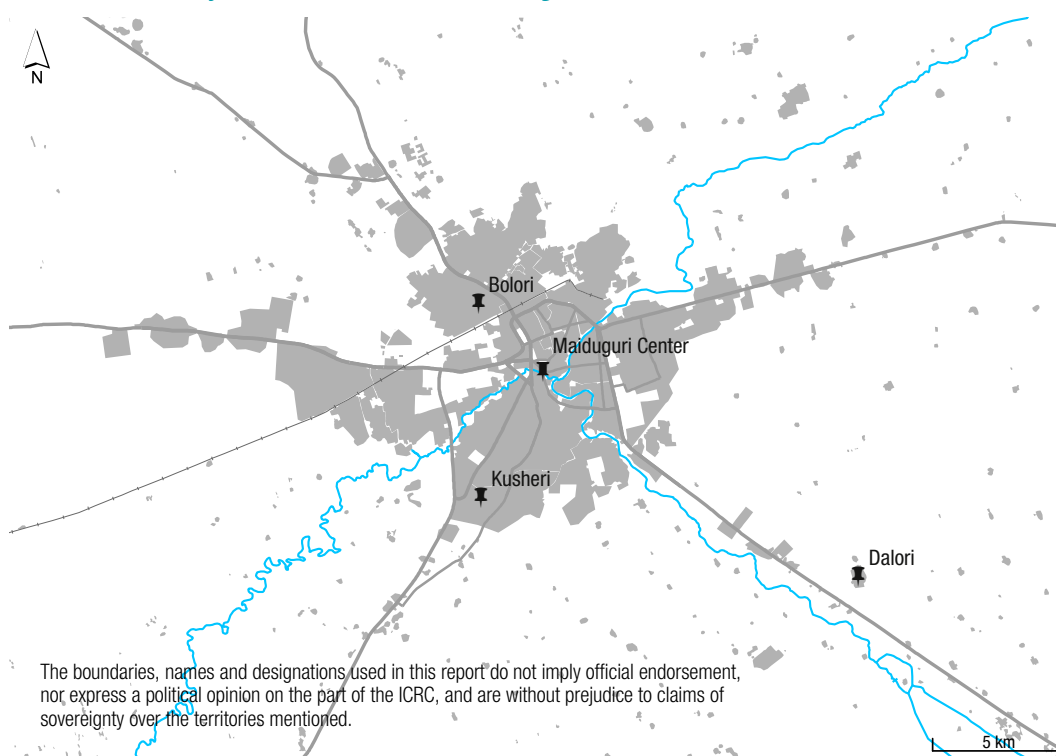 N
Bolori
Maiduguri Center
Kusheri
Dalori
The boundaries, names and designations used in this report do not imply official endorsement,
nor express a political opinion on the part of the ICRC, and are without prejudice to claims of
sovereignty over the territories mentioned.
5 km